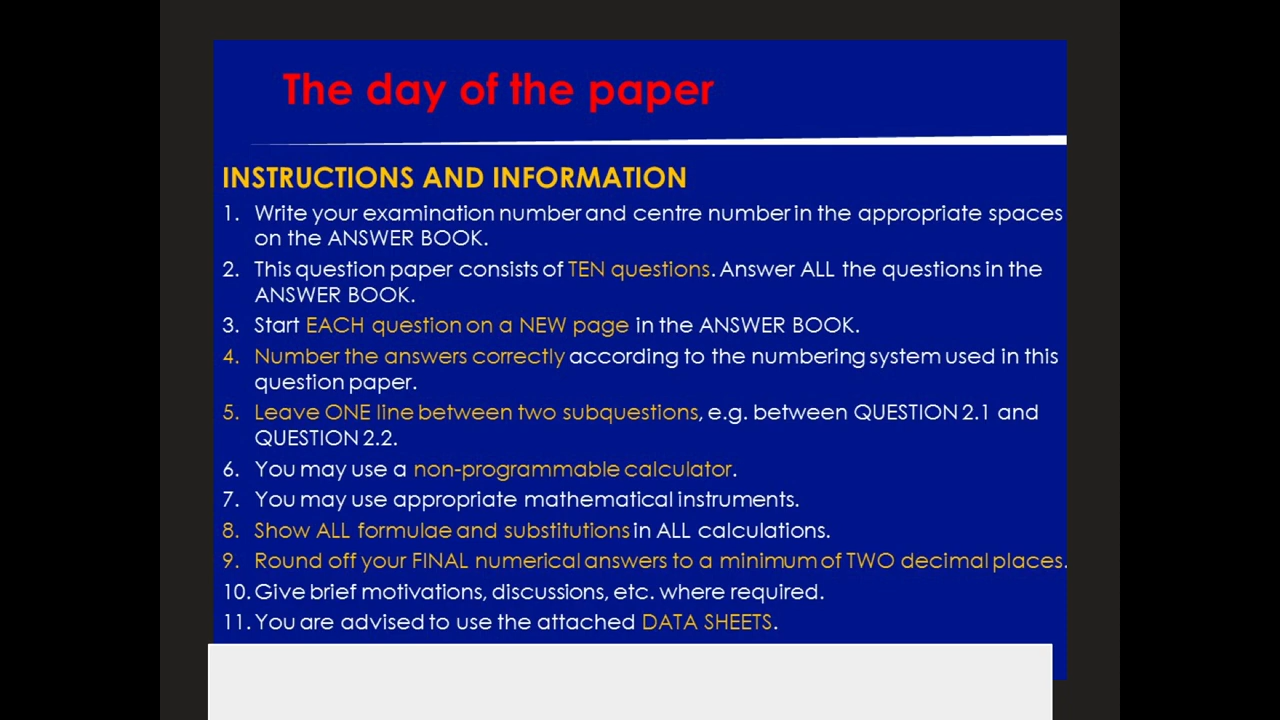 The day of the paper
INSTRUCTIONS AND INFORMATION
1. Write your examination number and centre number in the appropriate spaces
on the ANSWER BOOK.
2. This question paper consists of TEN questions. Answer ALL the questions in the
ANSWER BOOK.
3. Start EACH question on a NEW page in the ANSWER BOOK.
4. Number the answers correctly according to the numbering system used in this
question paper.
5. Leave ONE line between two subquestions, e.g. between QUESTION 2.1 and
QUESTION 2.2.
6. You may use a non-programmable calculator.
7. You may use appropriate mathematical instruments.
8. Show ALL formulae and substitutions in ALL calculations.
9. Round off your FINAL numerical answers to a minimum of TWO decimal places.
10. Give brief motivations, discussions, etc. where required.
11. You are advised to use the attached DATA SHEETS.